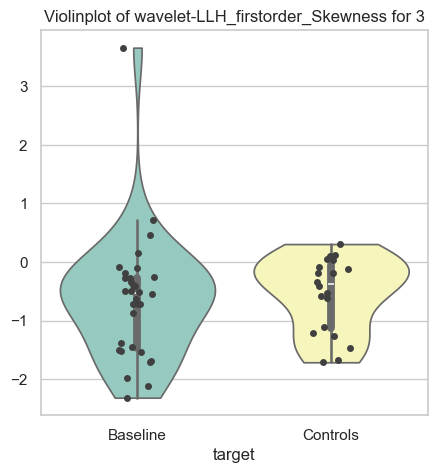 Violinplot of wavelet-LLH_firstorder_Skewness for 3
3
2
1
0
−1
−2
Baseline Controls
target